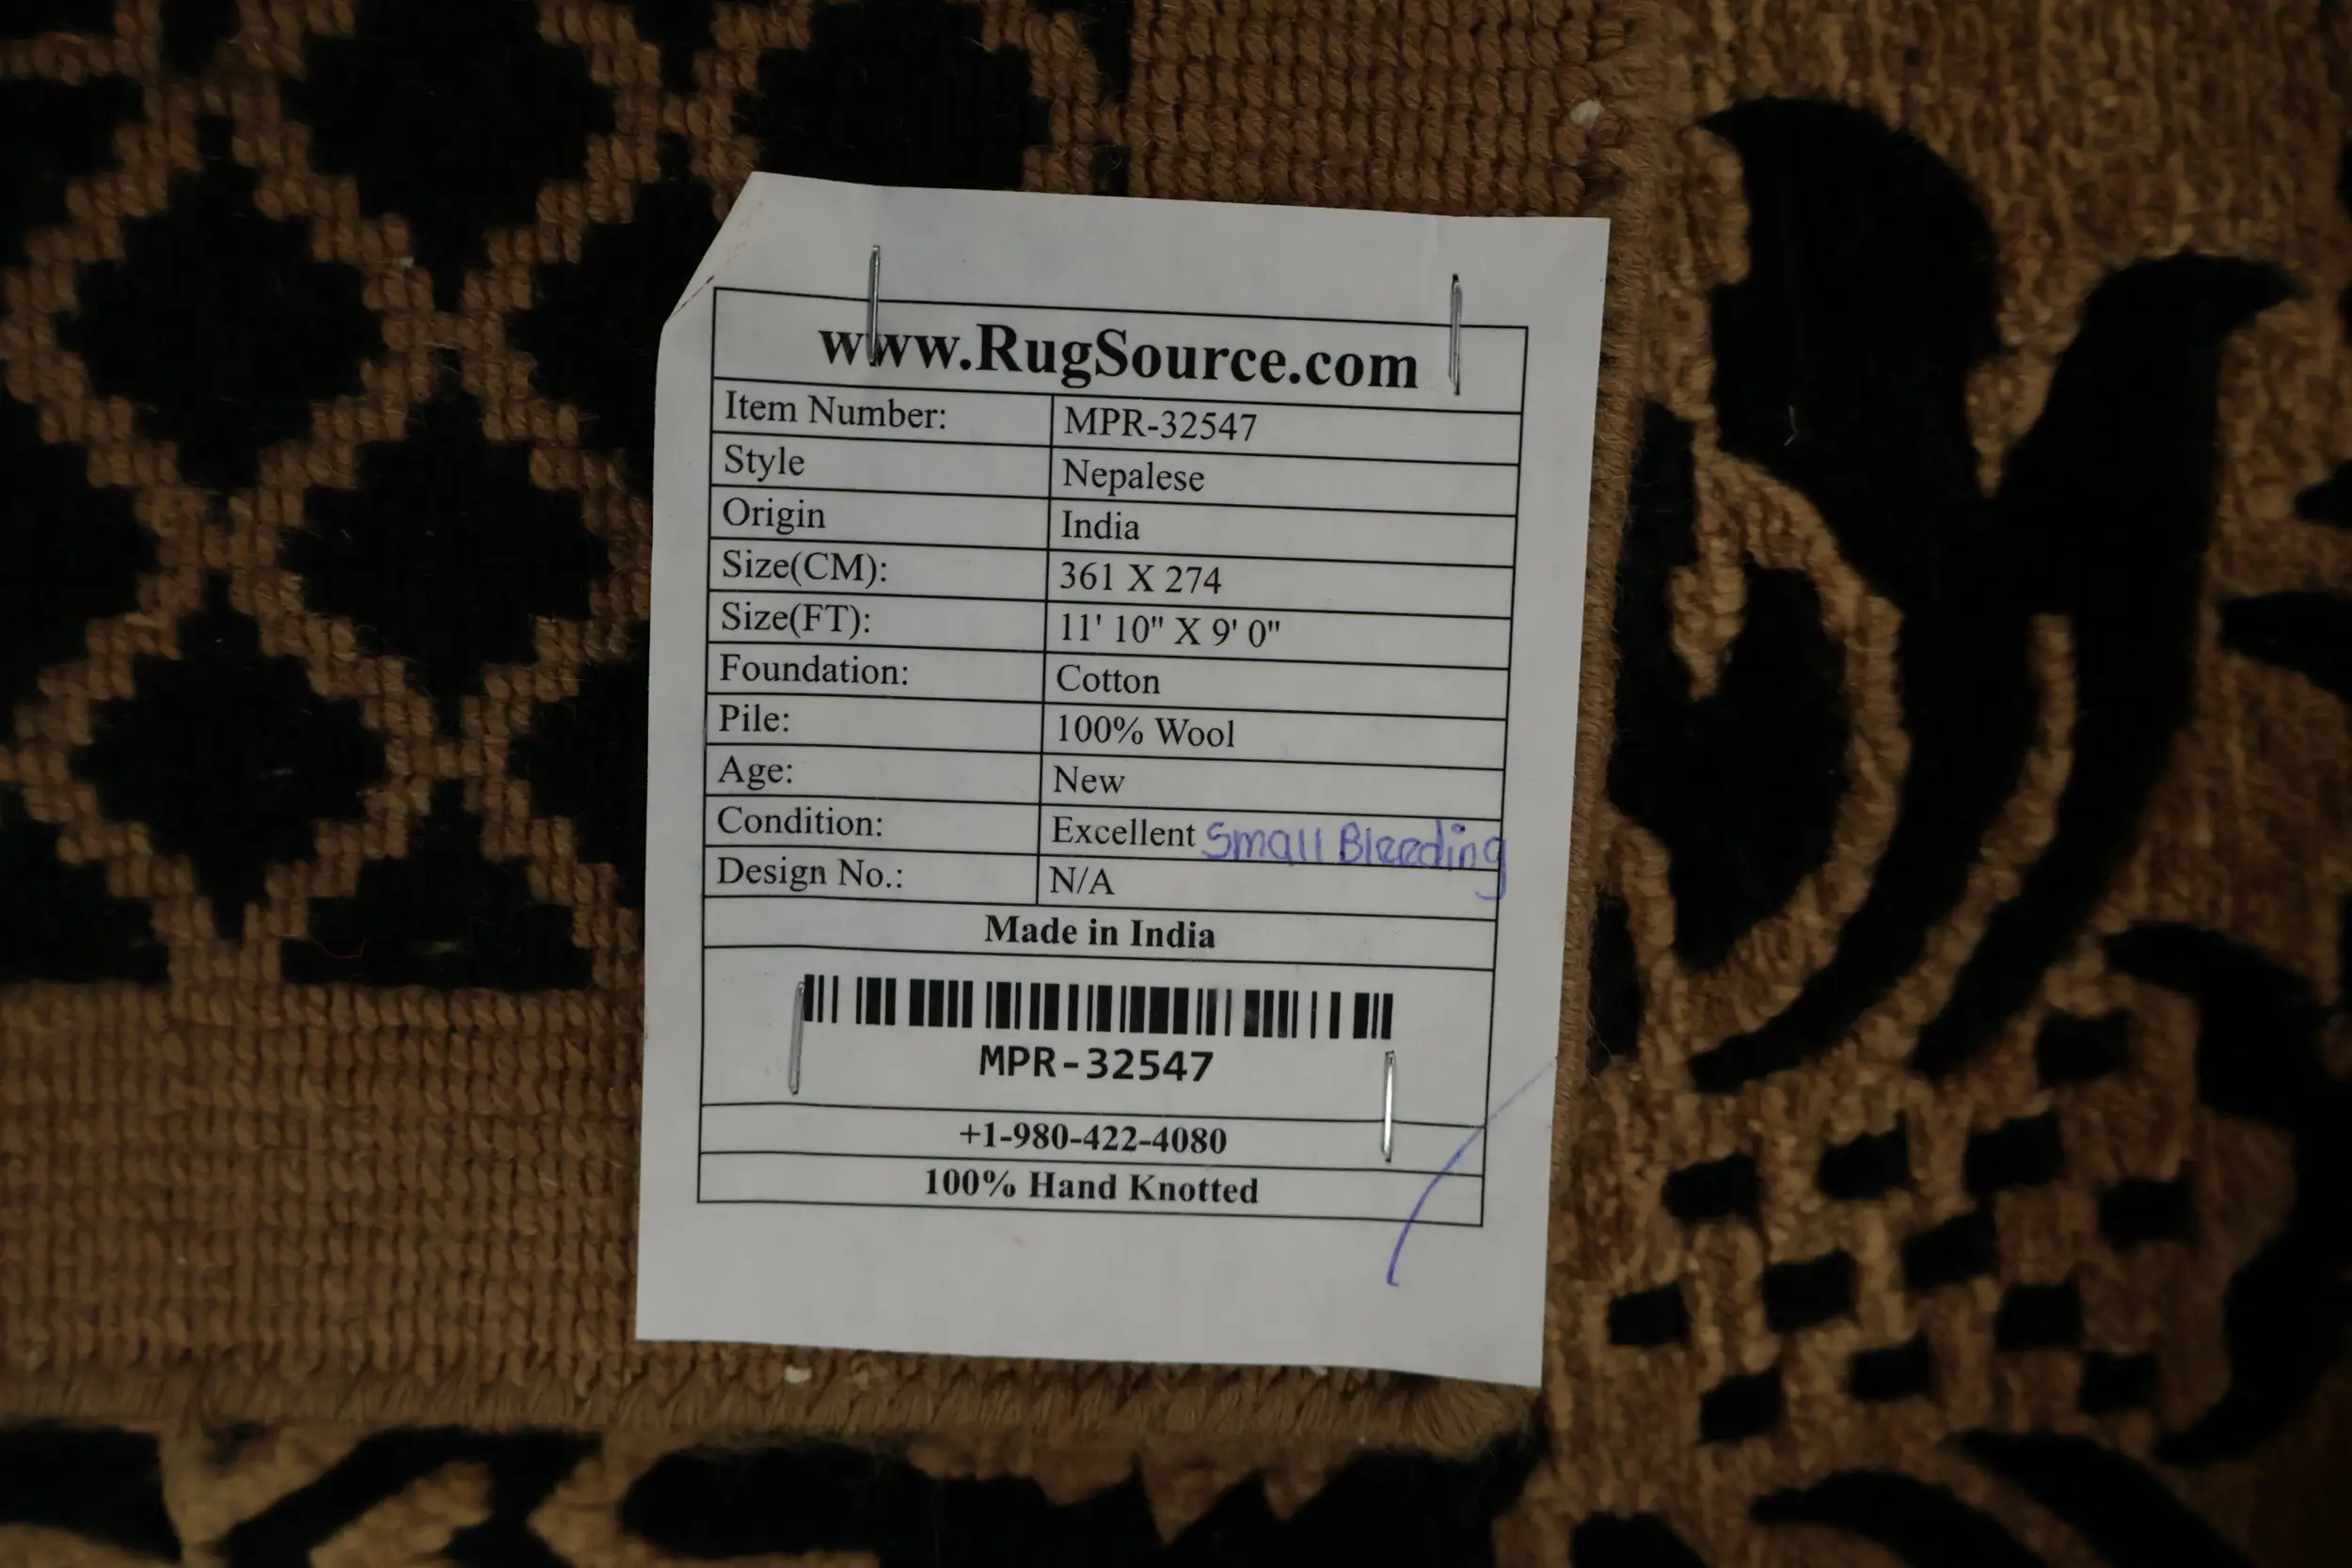 www.RugSource.com
Item Number: MPR-32547
Style Nepalese
Origin India
Size(CM): 361 X 274
Size(FT): 11' 10" X 9' 0"
Foundation: Cotton
Pile: 100% Wool
Age: New
Condition: Excellent Small Bleeding
Design No.: N/A
Made in India
MPR-32547
+1-980-422-4080
100% Hand Knotted